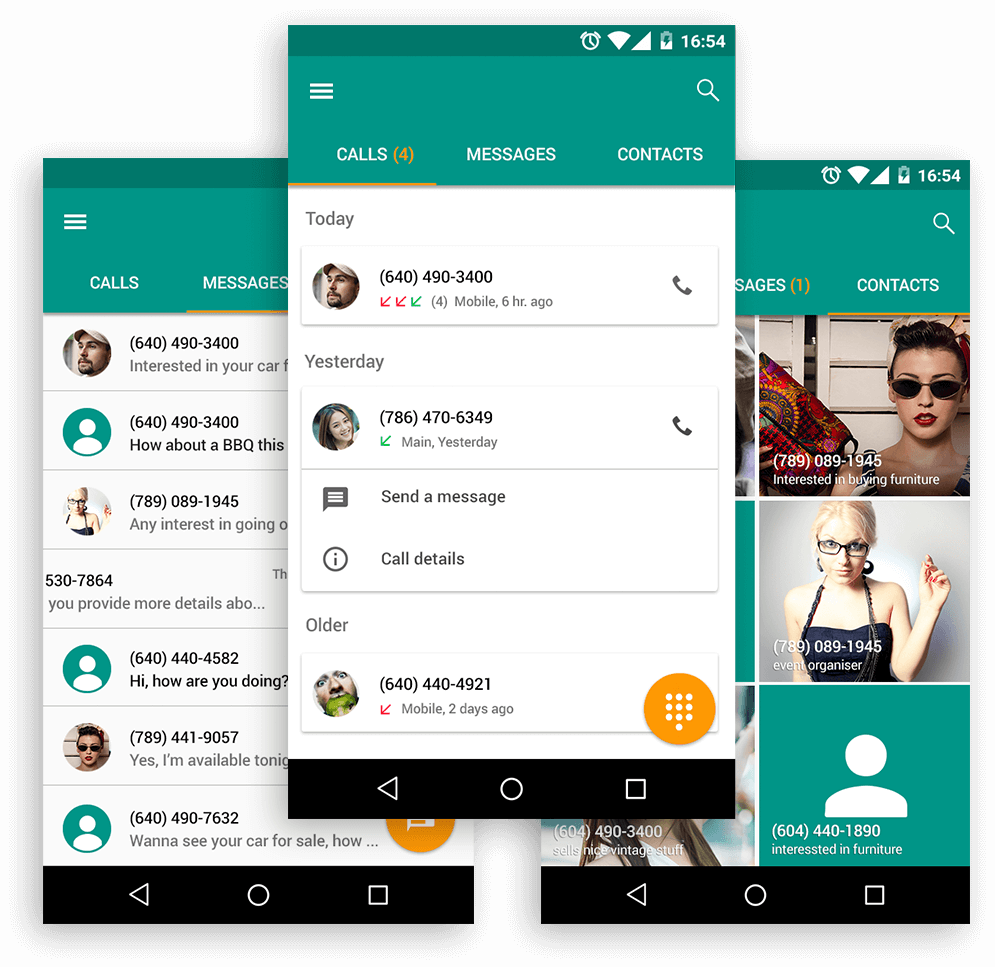 16:54
CALLS (4)
MESSAGES
CONTACTS
Today
(640) 490-3400
(4) Mobile, 6 hr. ago
Yesterday
(786) 470-6349
Main, Yesterday
Send a message
Call details
Older
(640) 440-4921
Mobile, 2 days ago
CALLS
MESSAGES
(640) 490-3400
Interested in your car
(640) 490-3400
How about a BBQ this
(789) 089-1945
Any interest in going
530-7864
Th
you provide more details abo...
(640) 440-4582
Hi, how are you doing?
(789) 441-9057
Yes, I'm available
(640) 490-7632
Wanna see your car for sale, how ...
16:54
SAGES (1)
CONTACTS
(789) 089-1945
Interested in buying furniture
(789) 089-1945
event organiser
(604) 490-3400
sells nice vintage stuff
(604) 440-1890
interessted in furniture